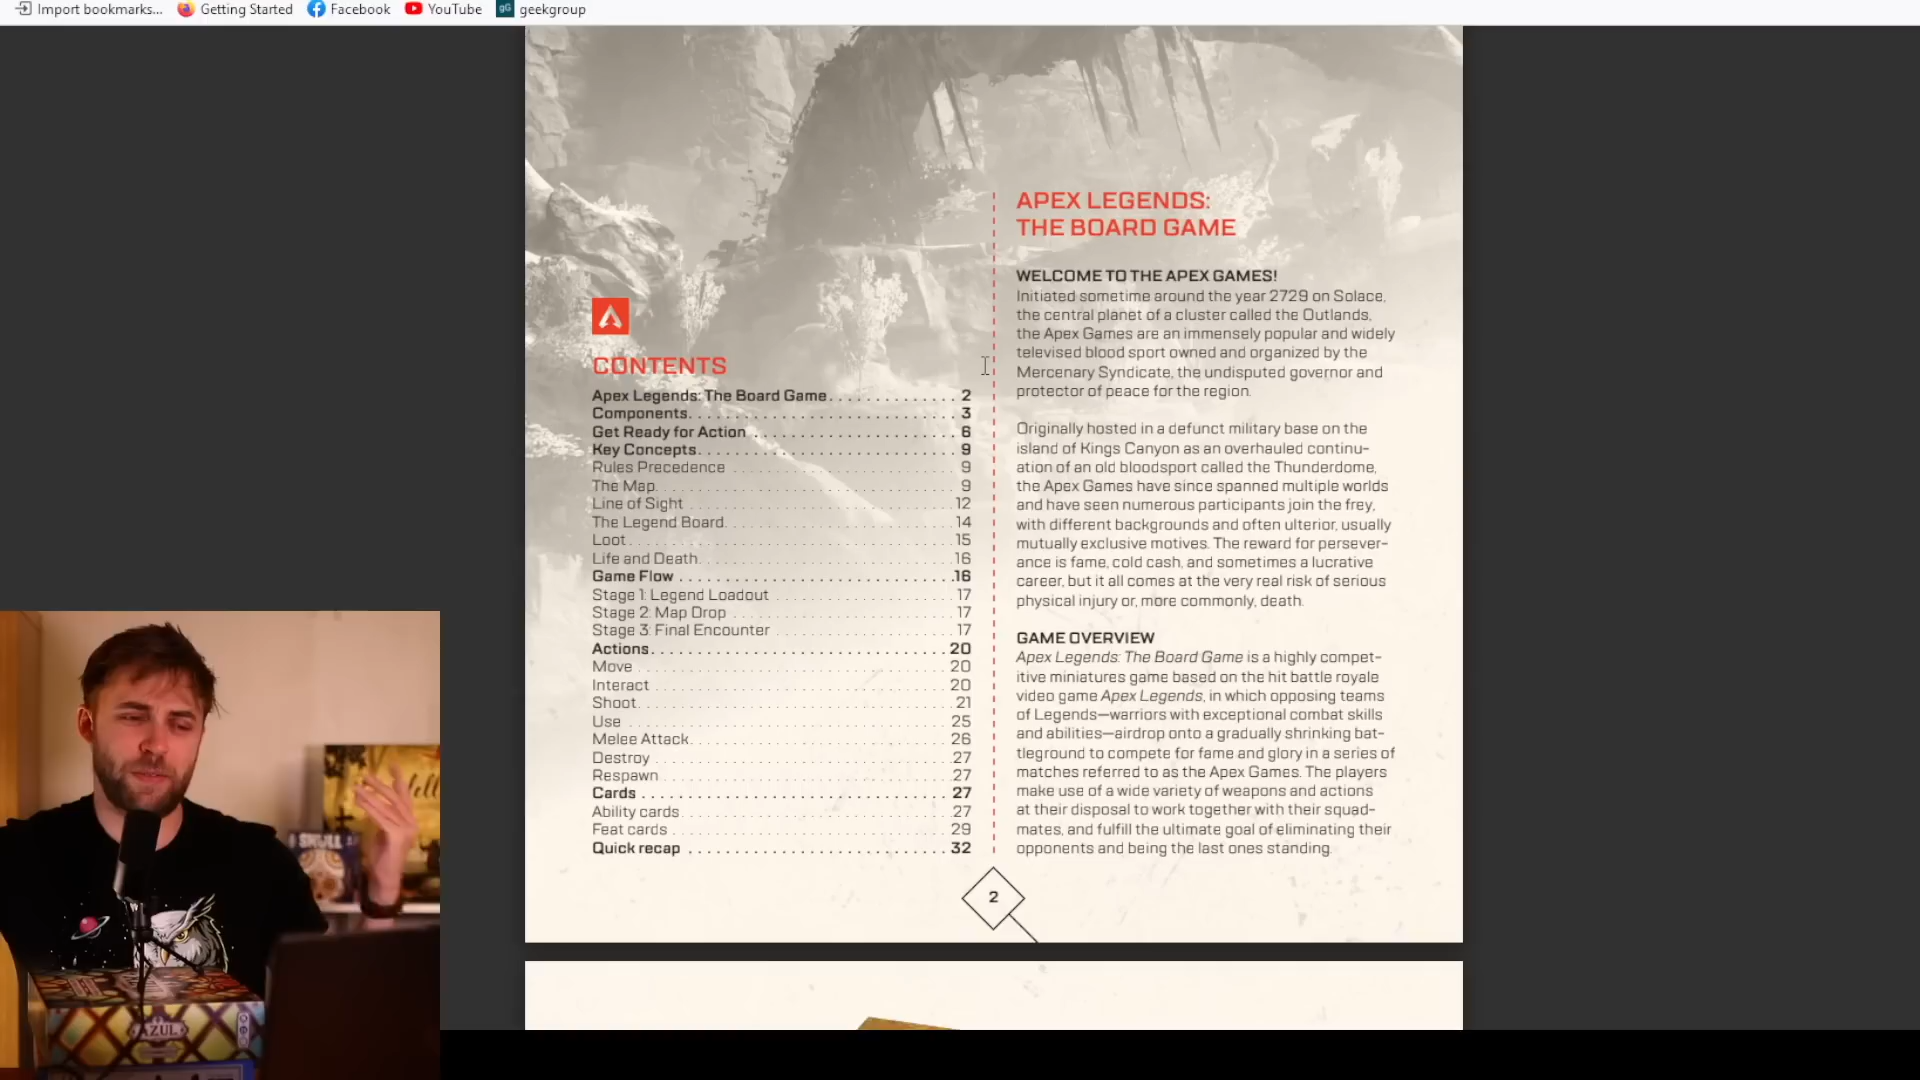 Import bookmarks...
Getting Started
Facebook
YouTube
gG geekgroup
CONTENTS
Apex Legends: The Board Game 2
Components 3
Get Ready for Action 6
Key Concepts 9
Rules Precedence 9
The Map 9
Line of Sight 12
The Legend Board 14
Loot 15
Life and Death 16
Game Flow 16
Stage 1: Legend Loadout 17
Stage 2: Map Drop 17
Stage 3: Final Encounter 17
Actions 20
Move 20
Interact 20
Shoot 21
Use 25
Melee Attack 26
Destroy 27
Respawn 27
Cards 27
Ability cards 27
Feat cards 29
Quick recap 32
APEX LEGENDS:
THE BOARD GAME
WELCOME TO THE APEX GAMES!
Initiated sometime around the year 2729 on Solace,
the central planet of a cluster called the Outlands,
the Apex Games are an immensely popular and widely
televised blood sport owned and organized by the
Mercenary Syndicate, the undisputed governor and
protector of peace for the region.
Originally hosted in a defunct military base on the
island of Kings Canyon as an overhauled continu-
ation of an old bloodsport called the Thunderdome,
the Apex Games have since spanned multiple worlds
and have seen numerous participants join the frey,
with different backgrounds and often ulterior, usually
mutually exclusive motives. The reward for persever-
ance is fame, cold cash, and sometimes a lucrative
career, but it all comes at the very real risk of serious
physical injury or, more commonly, death.
GAME OVERVIEW
Apex Legends: The Board Game is a highly compet-
itive miniatures game based on the hit battle royale
video game Apex Legends, in which opposing teams
of Legends—warriors with exceptional combat skills
and abilities—airdrop onto a gradually shrinking bat-
tleground to compete for fame and glory in a series of
matches referred to as the Apex Games. The players
make use of a wide variety of weapons and actions
at their disposal to work together with their squad-
mates, and fulfill the ultimate goal of eliminating their
opponents and being the last ones standing.
2
SKULL
AZUL